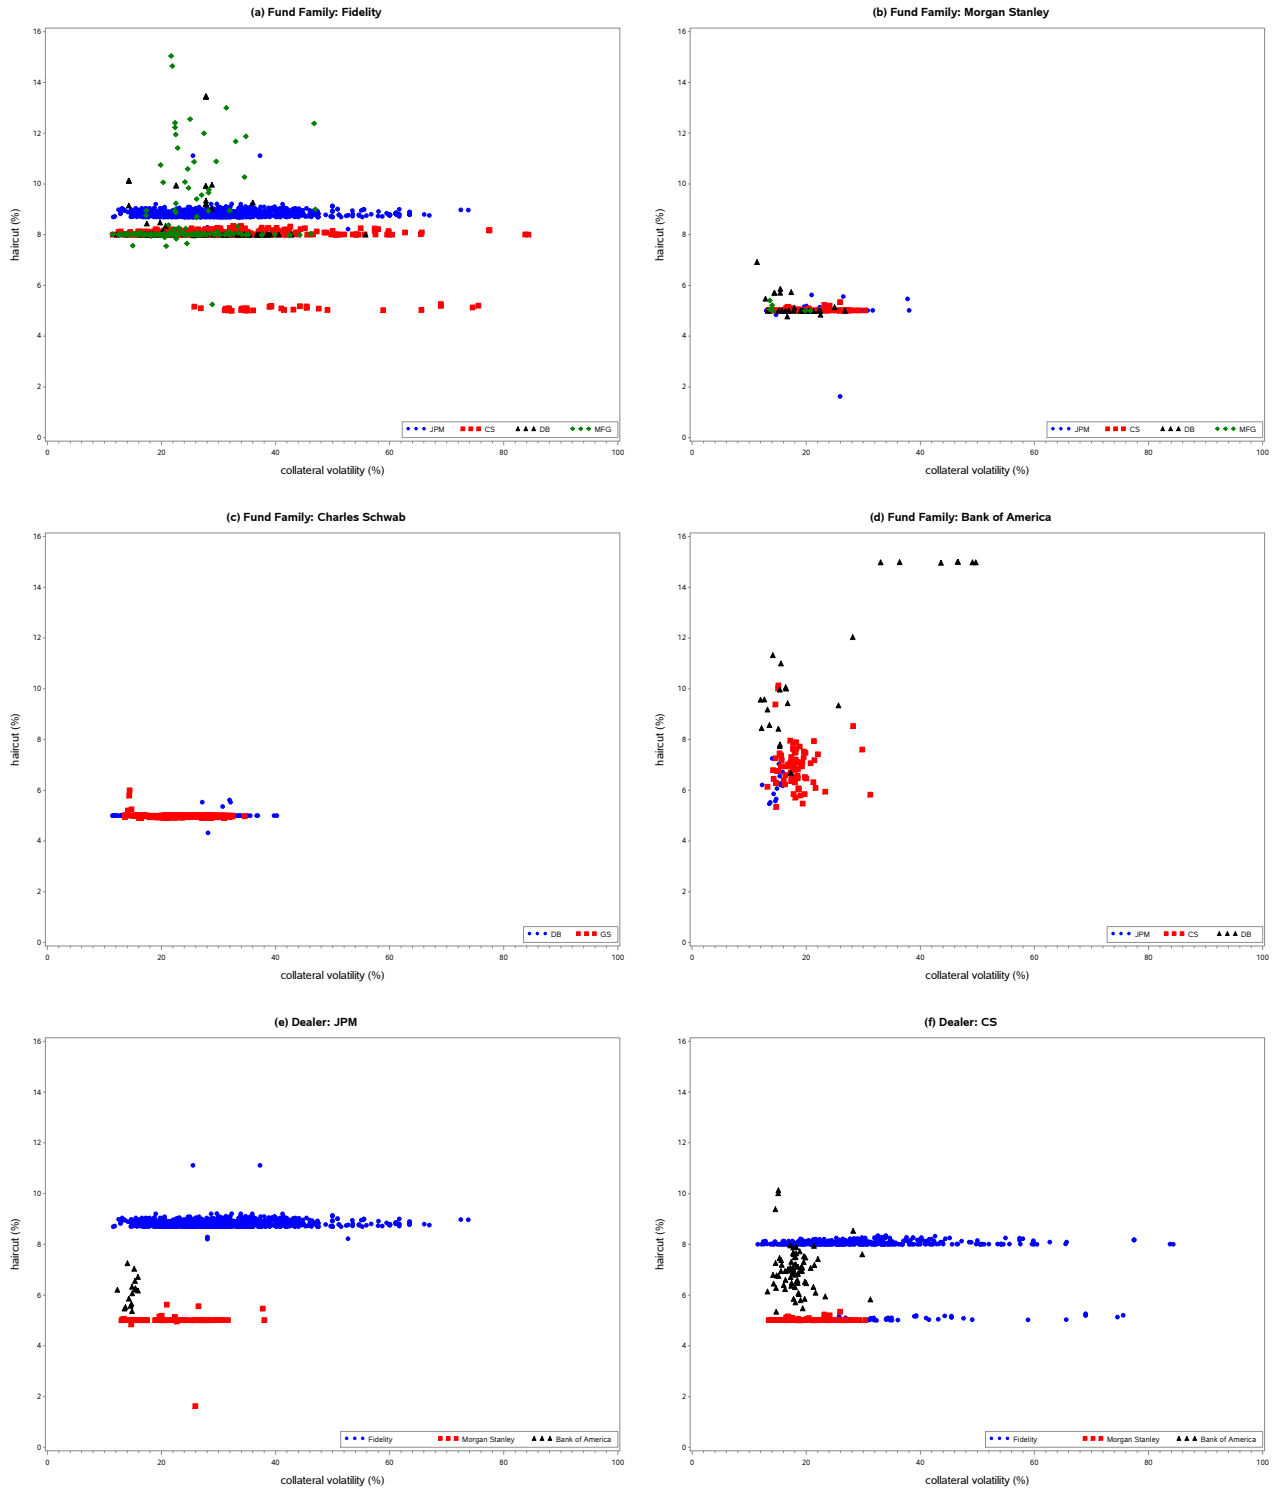 (a) Fund Family: Fidelity
haircut (%)
16
14
12
10
8
6
4
2
0
0 20 40 60 80 100
collateral volatility (%)
JPM CS DB MFG
(b) Fund Family: Morgan Stanley
haircut (%)
16
14
12
10
8
6
4
2
0
0 20 40 60 80 100
collateral volatility (%)
JPM CS DB MFG
(c) Fund Family: Charles Schwab
haircut (%)
16
14
12
10
8
6
4
2
0
0 20 40 60 80 100
collateral volatility (%)
DB GS
(d) Fund Family: Bank of America
haircut (%)
16
14
12
10
8
6
4
2
0
0 20 40 60 80 100
collateral volatility (%)
JPM CS DB
(e) Dealer: JPM
haircut (%)
16
14
12
10
8
6
4
2
0
0 20 40 60 80 100
collateral volatility (%)
Fidelity Morgan Stanley Bank of America
(f) Dealer: CS
haircut (%)
16
14
12
10
8
6
4
2
0
0 20 40 60 80 100
collateral volatility (%)
Fidelity Morgan Stanley Bank of America